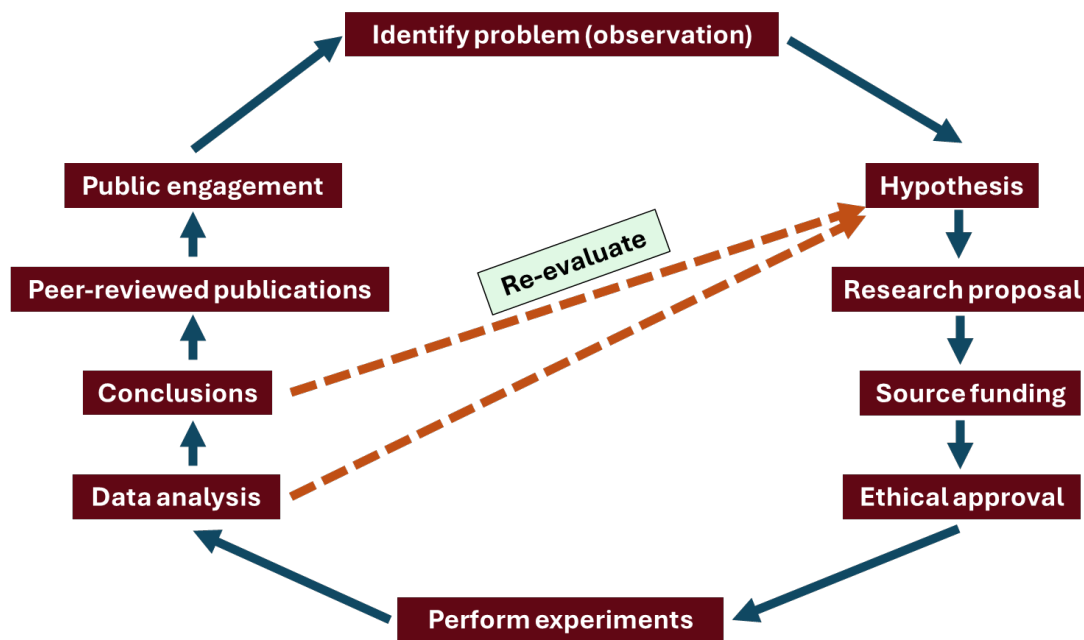 Identify problem (observation)
Hypothesis
Research proposal
Source funding
Ethical approval
Perform experiments
Data analysis
Conclusions
Peer-reviewed publications
Public engagement
Re-evaluate